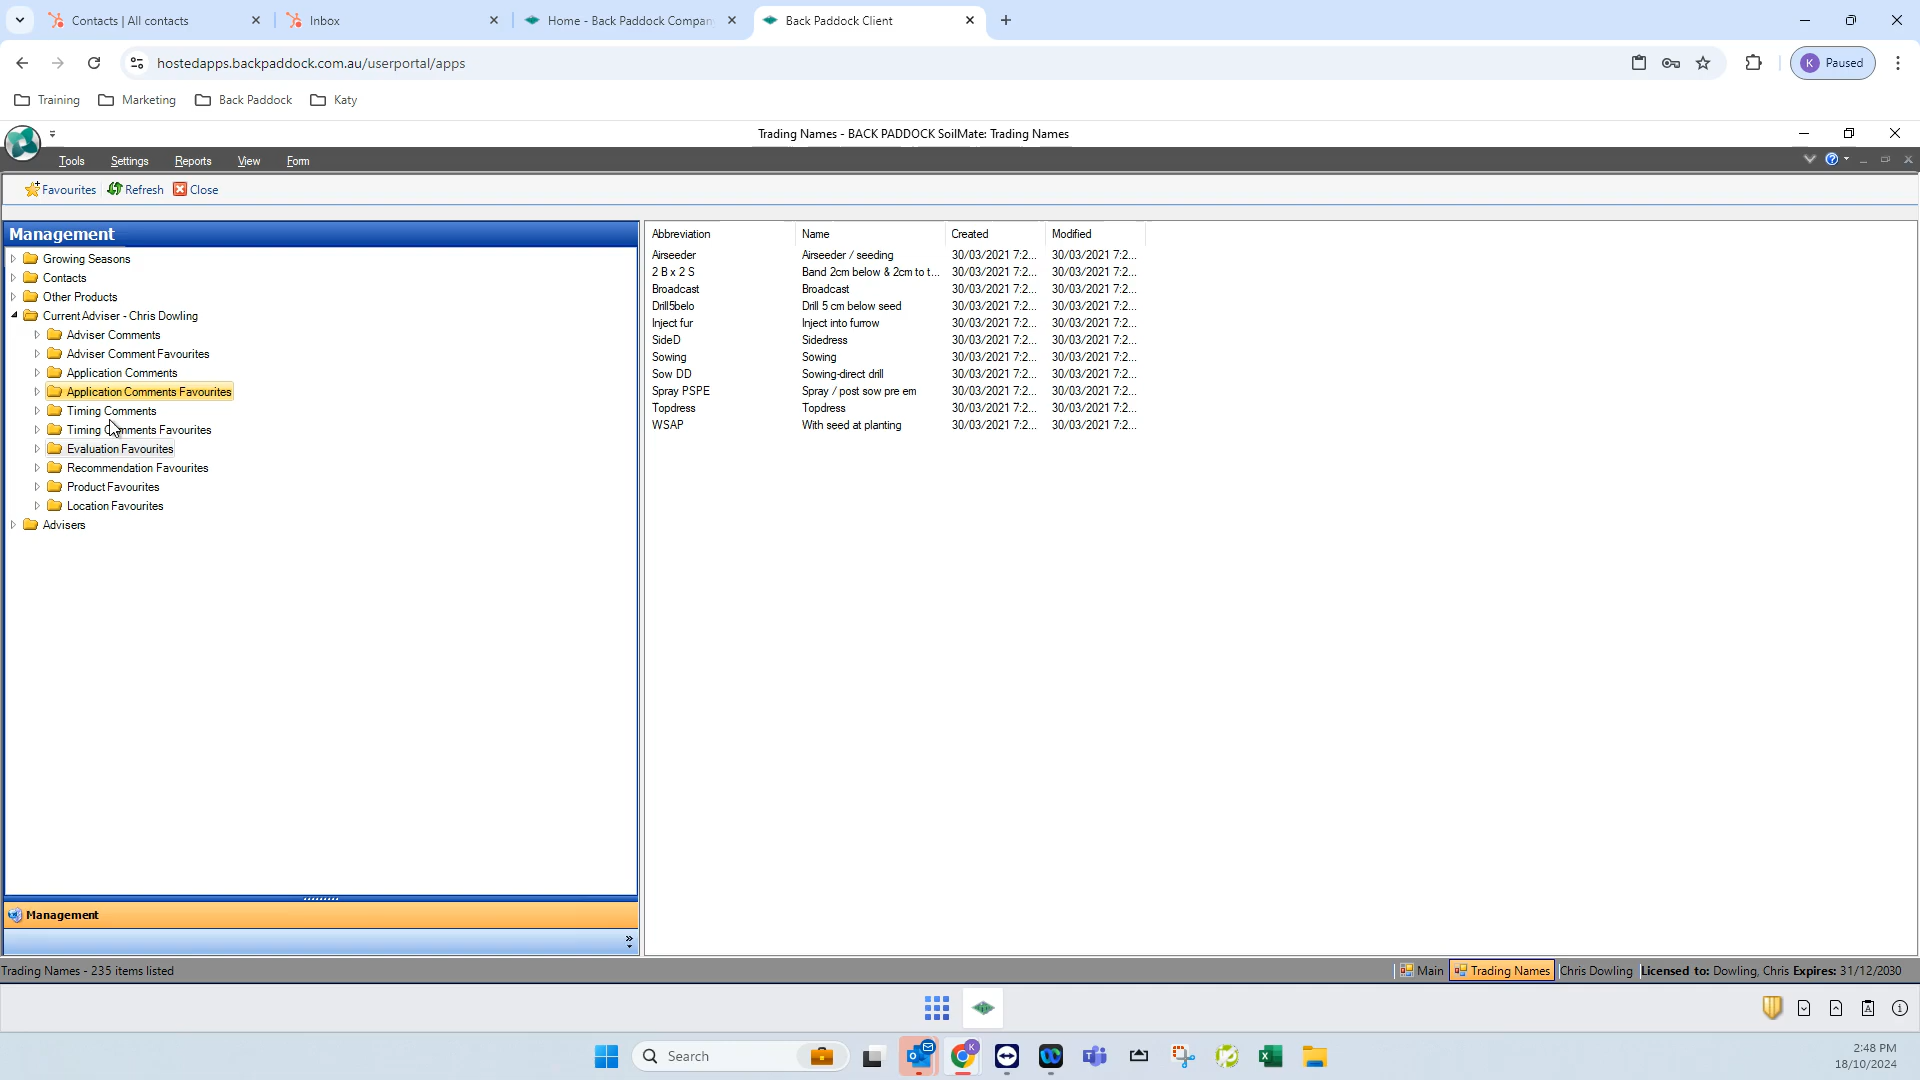 Contacts | All contacts
Inbox
Home - Back Paddock Compan
Back Paddock Client
hostedapps.backpaddock.com.au/userportal/apps
K Paused
Training
Marketing
Back Paddock
Katy
Trading Names - BACK PADDOCK SoilMate: Trading Names
Tools Settings Reports View Form
Favourites Refresh Close
Management
Growing Seasons
Contacts
Other Products
Current Adviser - Chris Dowling
Adviser Comments
Adviser Comment Favourites
Application Comments
Application Comments Favourites
Timing Comments
Timing Comments Favourites
Evaluation Favourites
Recommendation Favourites
Product Favourites
Location Favourites
Advisers
Abbreviation Name Created Modified
Airseeder Airseeder / seeding 30/03/2021 7:2... 30/03/2021 7:2...
2 B x 2 S Band 2cm below & 2cm to t... 30/03/2021 7:2... 30/03/2021 7:2...
Broadcast Broadcast 30/03/2021 7:2... 30/03/2021 7:2...
Drill5belo Drill 5 cm below seed 30/03/2021 7:2... 30/03/2021 7:2...
Inject fur Inject into furrow 30/03/2021 7:2... 30/03/2021 7:2...
SideD Sidedress 30/03/2021 7:2... 30/03/2021 7:2...
Sowing Sowing 30/03/2021 7:2... 30/03/2021 7:2...
Sow DD Sowing-direct drill 30/03/2021 7:2... 30/03/2021 7:2...
Spray PSPE Spray / post sow pre em 30/03/2021 7:2... 30/03/2021 7:2...
Topdress Topdress 30/03/2021 7:2... 30/03/2021 7:2...
WSAP With seed at planting 30/03/2021 7:2... 30/03/2021 7:2...
Management
Trading Names - 235 items listed
Main
Trading Names
Chris Dowling
Licensed to: Dowling, Chris Expires: 31/12/2030
Search
2:48 PM
18/10/2024